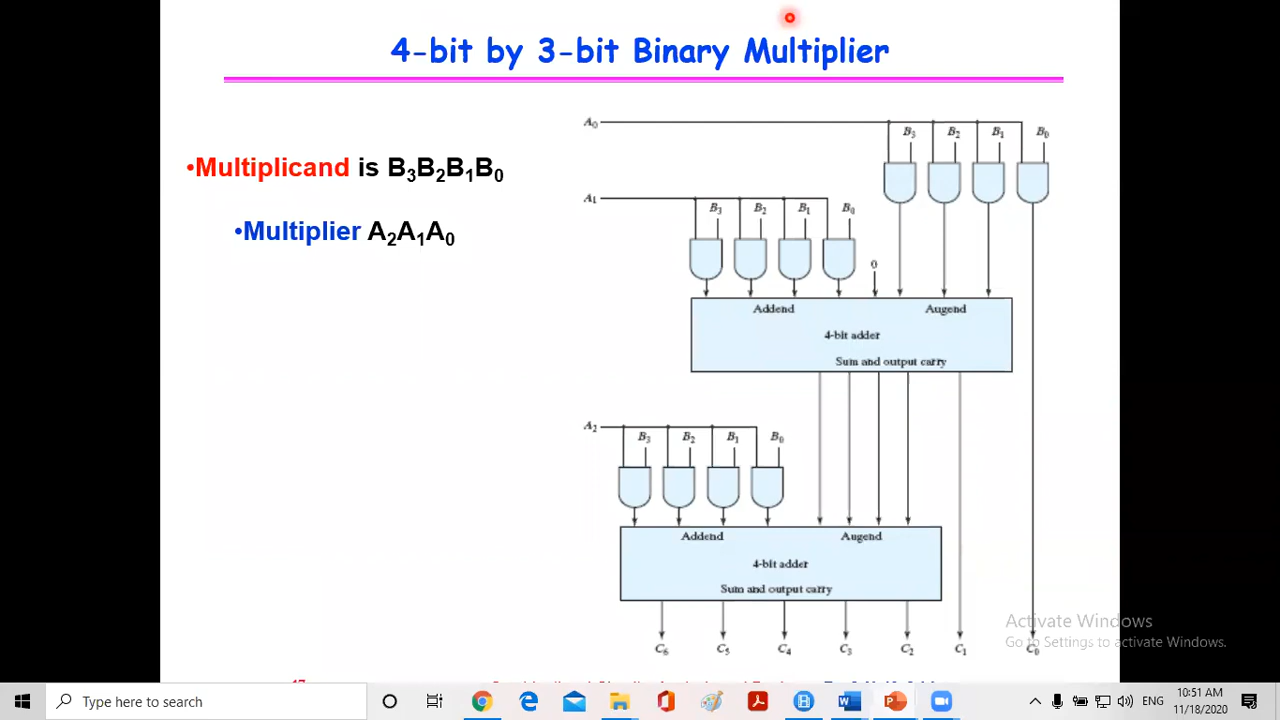 4-bit by 3-bit Binary Multiplier
•Multiplicand is B₃B₂B₁B₀
•Multiplier A₂A₁A₀
A₀
B₃ B₂ B₁ B₀
A₁
B₃ B₂ B₁ B₀
0
Addend Augend
4-bit adder
Sum and output carry
A₂
B₃ B₂ B₁ B₀
Addend Augend
4-bit adder
Sum and output carry
C₆ C₅ C₄ C₃ C₂ C₁ C₀
Activate Windows
Go to Settings to activate Windows.
Type here to search
ENG
10:51 AM
11/18/2020